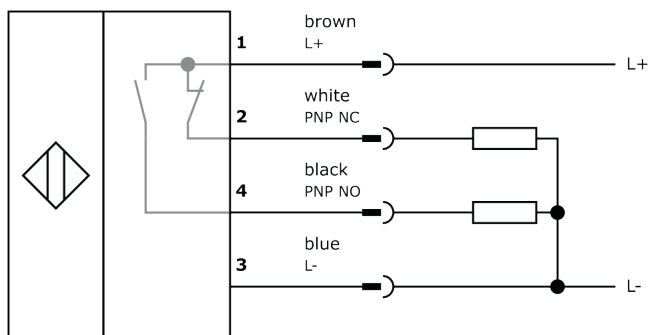 brown
1 L+ L+
white
2 PNP NC
black
4 PNP NO
blue
3 L- L-